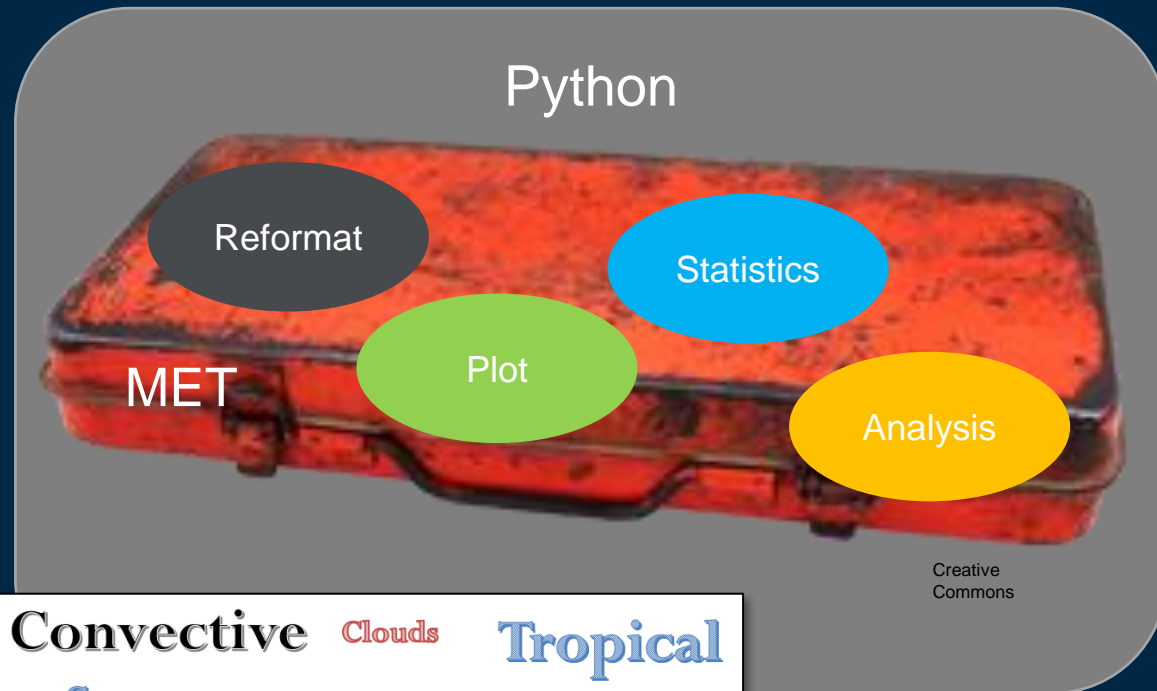 Python
Reformat
Statistics
Plot
MET
Analysis
Creative
Commons
Convective Clouds Tropical